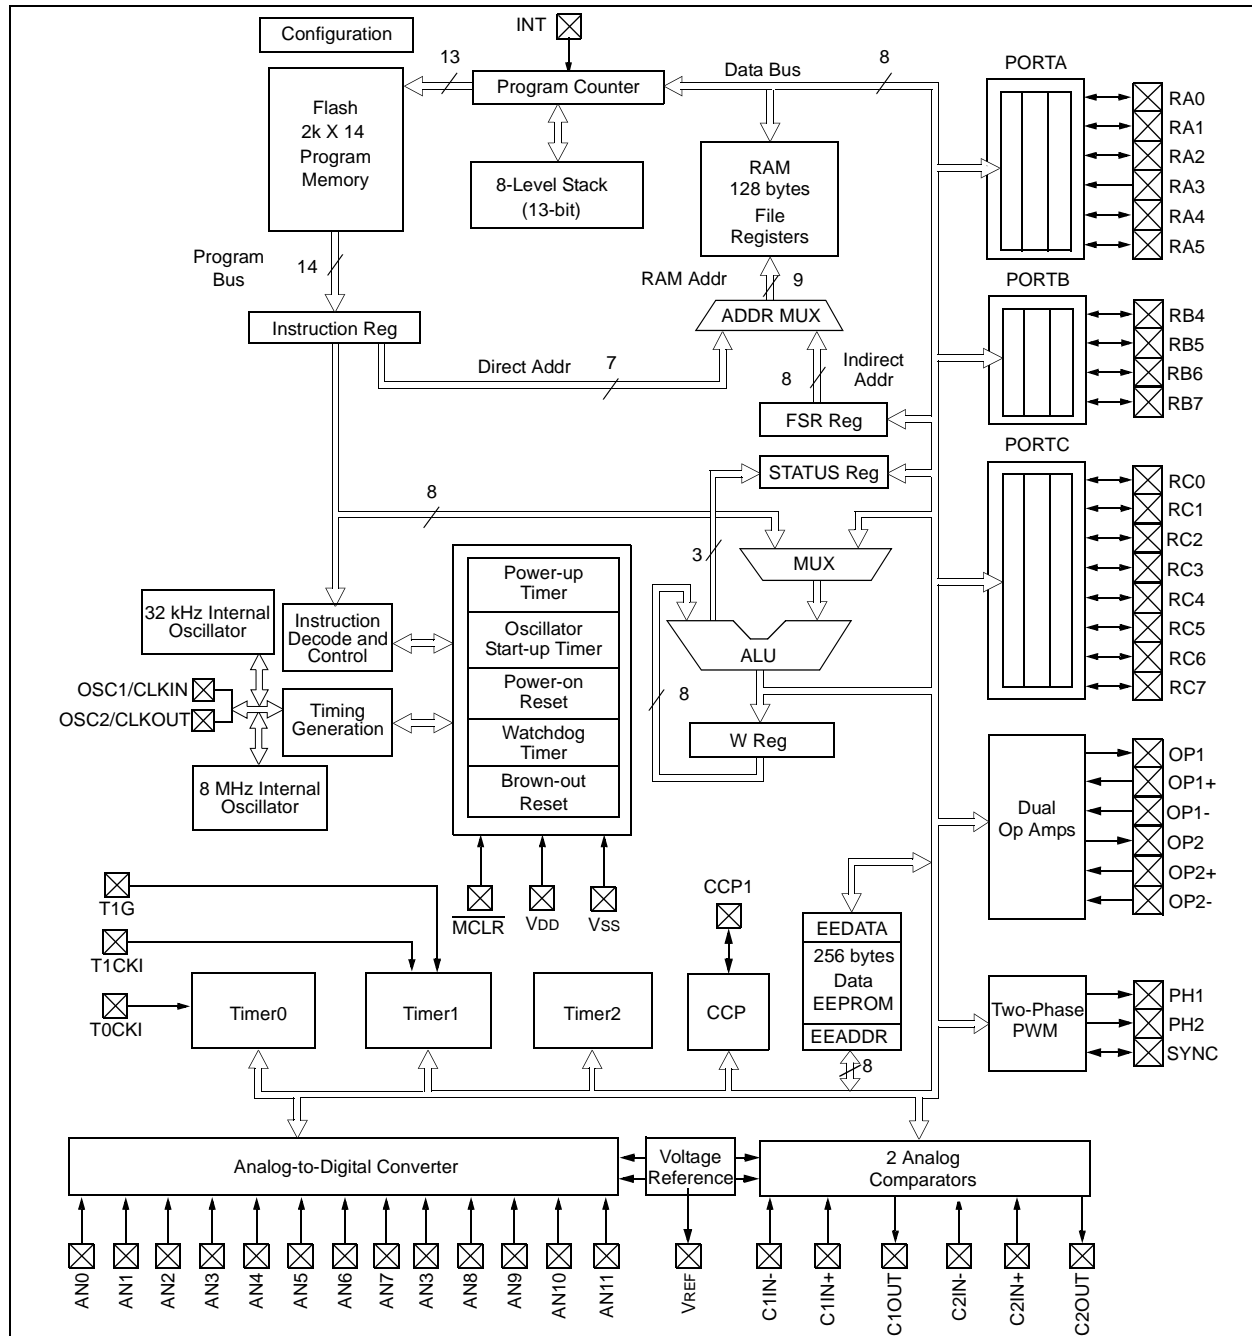 INT
Configuration
13
Program Counter
Data Bus
8
PORTA
Flash
2k X 14
Program
Memory
8-Level Stack
(13-bit)
RAM
128 bytes
File
Registers
RA0
RA1
RA2
RA3
RA4
RA5
Program
Bus
14
RAM Addr
9
PORTB
Instruction Reg
ADDR MUX
RB4
RB5
RB6
RB7
Direct Addr
7
8
Indirect
Addr
FSR Reg
STATUS Reg
PORTC
8
3
MUX
RC0
RC1
RC2
RC3
RC4
RC5
RC6
RC7
Power-up
Timer
Oscillator
Start-up Timer
Power-on
Reset
Watchdog
Timer
Brown-out
Reset
32 kHz Internal
Oscillator
Instruction
Decode and
Control
ALU
8
OSC1/CLKIN
OSC2/CLKOUT
Timing
Generation
W Reg
8 MHz Internal
Oscillator
Dual
Op Amps
OP1
OP1+
OP1-
OP2
OP2+
OP2-
T1G
MCLR
VDD
VSS
CCP1
T1CKI
T0CKI
Timer0
Timer1
Timer2
CCP
EEDATA
256 bytes
Data
EEPROM
EEADDR
8
Two-Phase
PWM
PH1
PH2
SYNC
Analog-to-Digital Converter
Voltage
Reference
2 Analog
Comparators
AN0
AN1
AN2
AN3
AN4
AN5
AN6
AN7
AN3
AN8
AN9
AN10
AN11
VREF
C1IN-
C1IN+
C1OUT
C2IN-
C2IN+
C2OUT